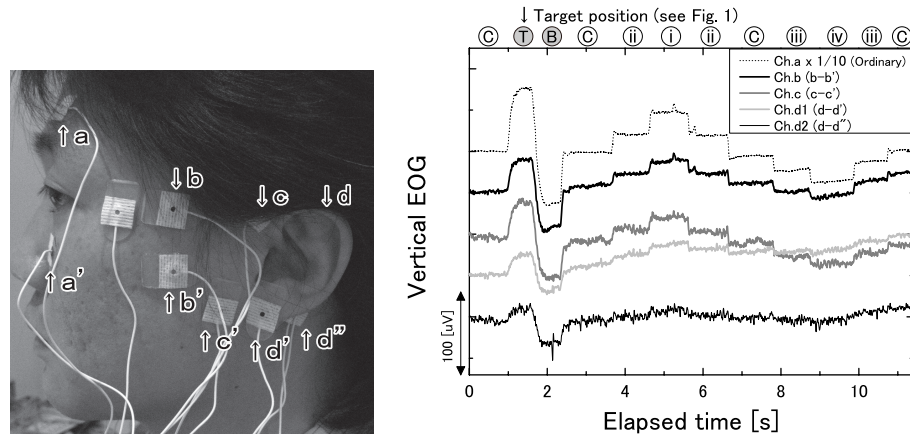 ↑a
↓b
↓c
↓d
↑a'
↑b'
↑c'
↑d'
↑d"
↓ Target position (see Fig. 1)
Ⓒ Ⓣ Ⓑ Ⓒ ⓘⓘ ⓘ ⓘⓘ Ⓒ iii iv iii Ⓒ
Ch.a x 1/10 (Ordinary)
Ch.b (b-b')
Ch.c (c-c')
Ch.d1 (d-d')
Ch.d2 (d-d")
Vertical EOG
100 [uV]
0 2 4 6 8 10
Elapsed time [s]